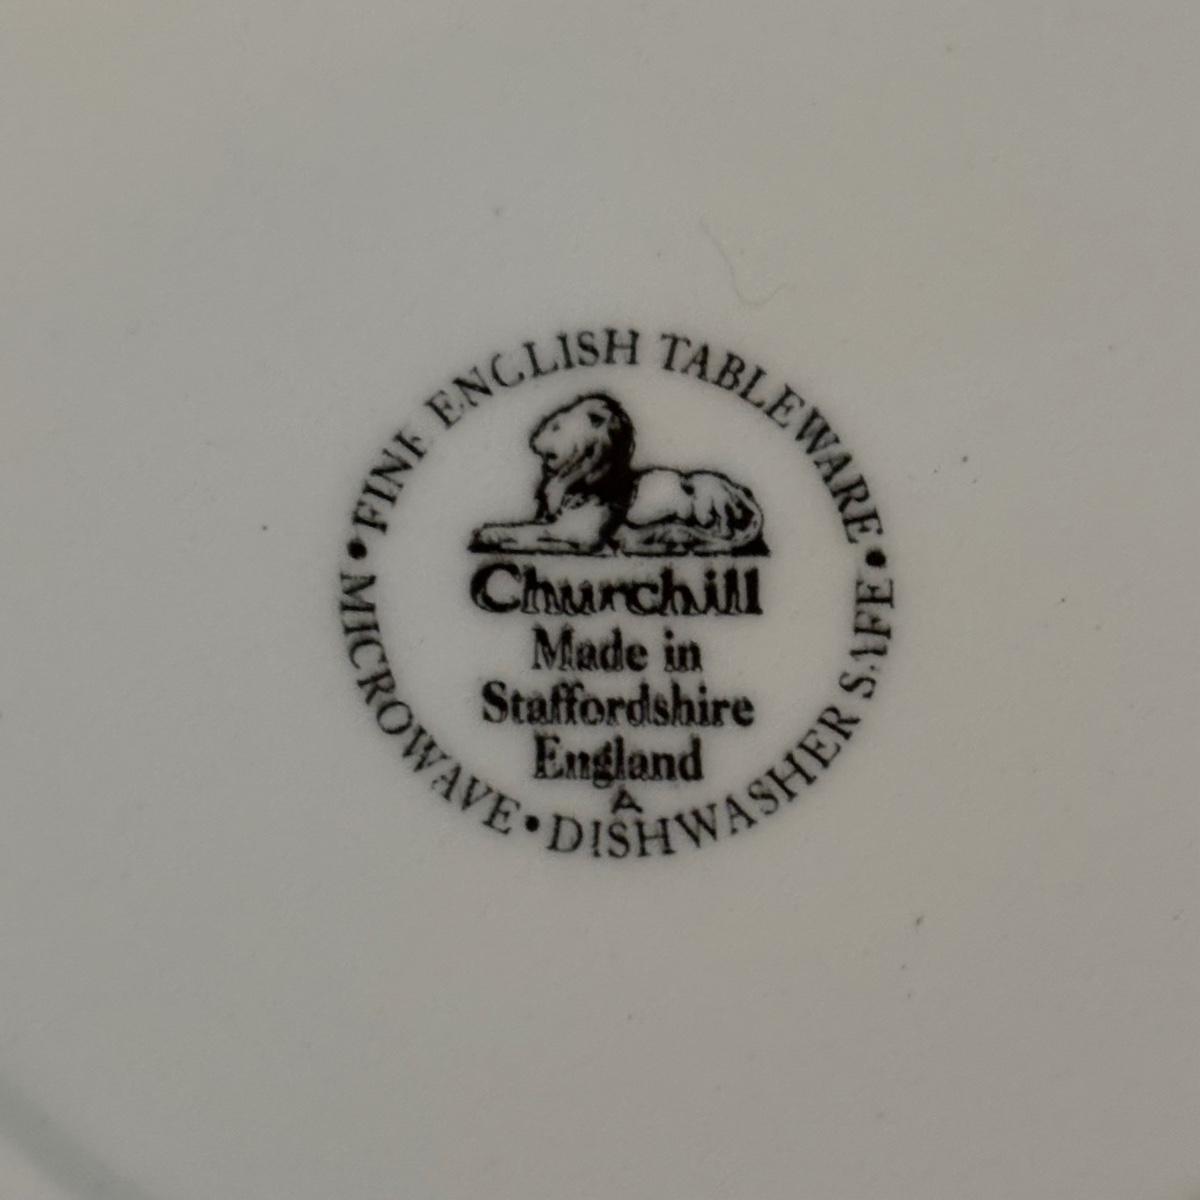 • FINE ENGLISH TABLEWARE •
Churchill
Made in
Staffordshire
England
A
MICROWAVE • DISHWASHER SAFE